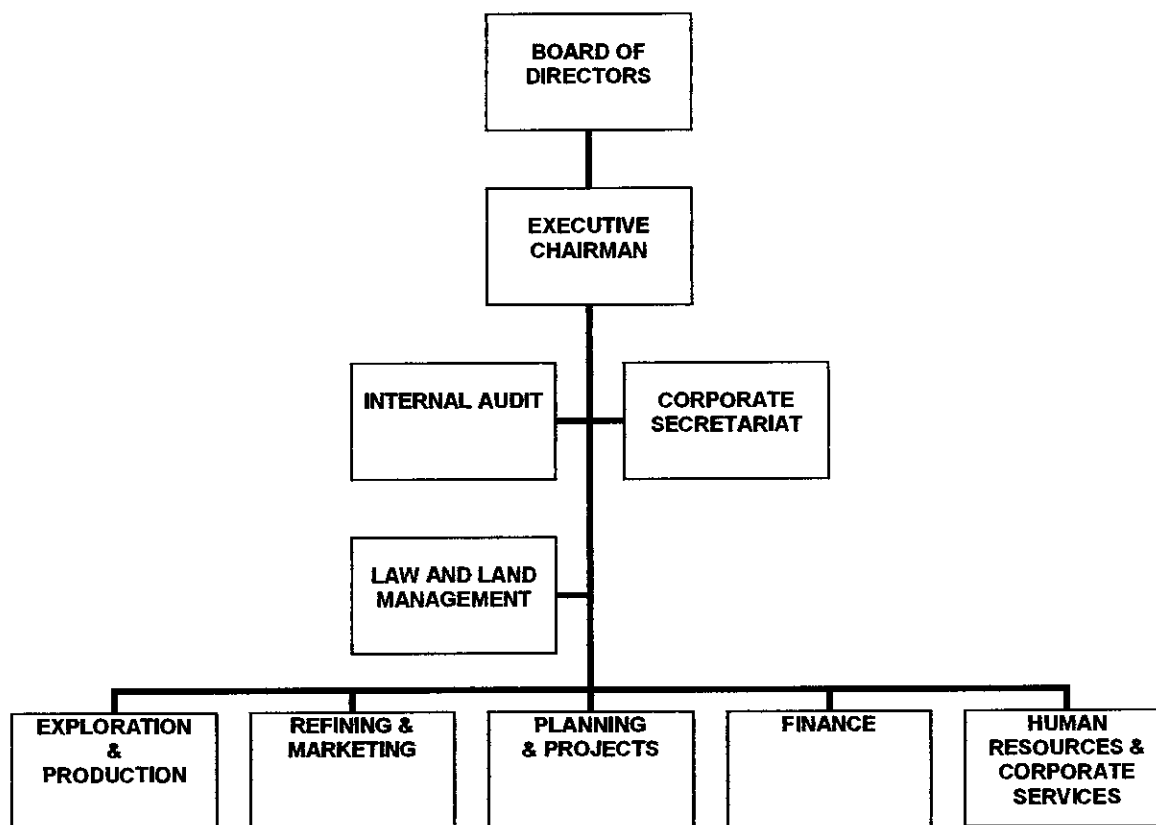 BOARD OF
DIRECTORS
EXECUTIVE
CHAIRMAN
INTERNAL AUDIT
CORPORATE
SECRETARIAT
LAW AND LAND
MANAGEMENT
EXPLORATION
&
PRODUCTION
REFINING &
MARKETING
PLANNING
& PROJECTS
FINANCE
HUMAN
RESOURCES &
CORPORATE
SERVICES